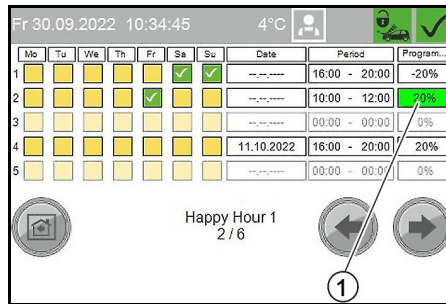 Fr 30.09.2022 10:34:45 4°C
Mo Tu We Th Fr Sa Su Date Period Program...
1 --.--.---- 16:00 - 20:00 -20%
2 --.--.---- 10:00 - 12:00 20%
3 --.--.---- 00:00 - 00:00 0%
4 11.10.2022 16:00 - 20:00 20%
5 --.--.---- 00:00 - 00:00 0%
Happy Hour 1
2 / 6
1